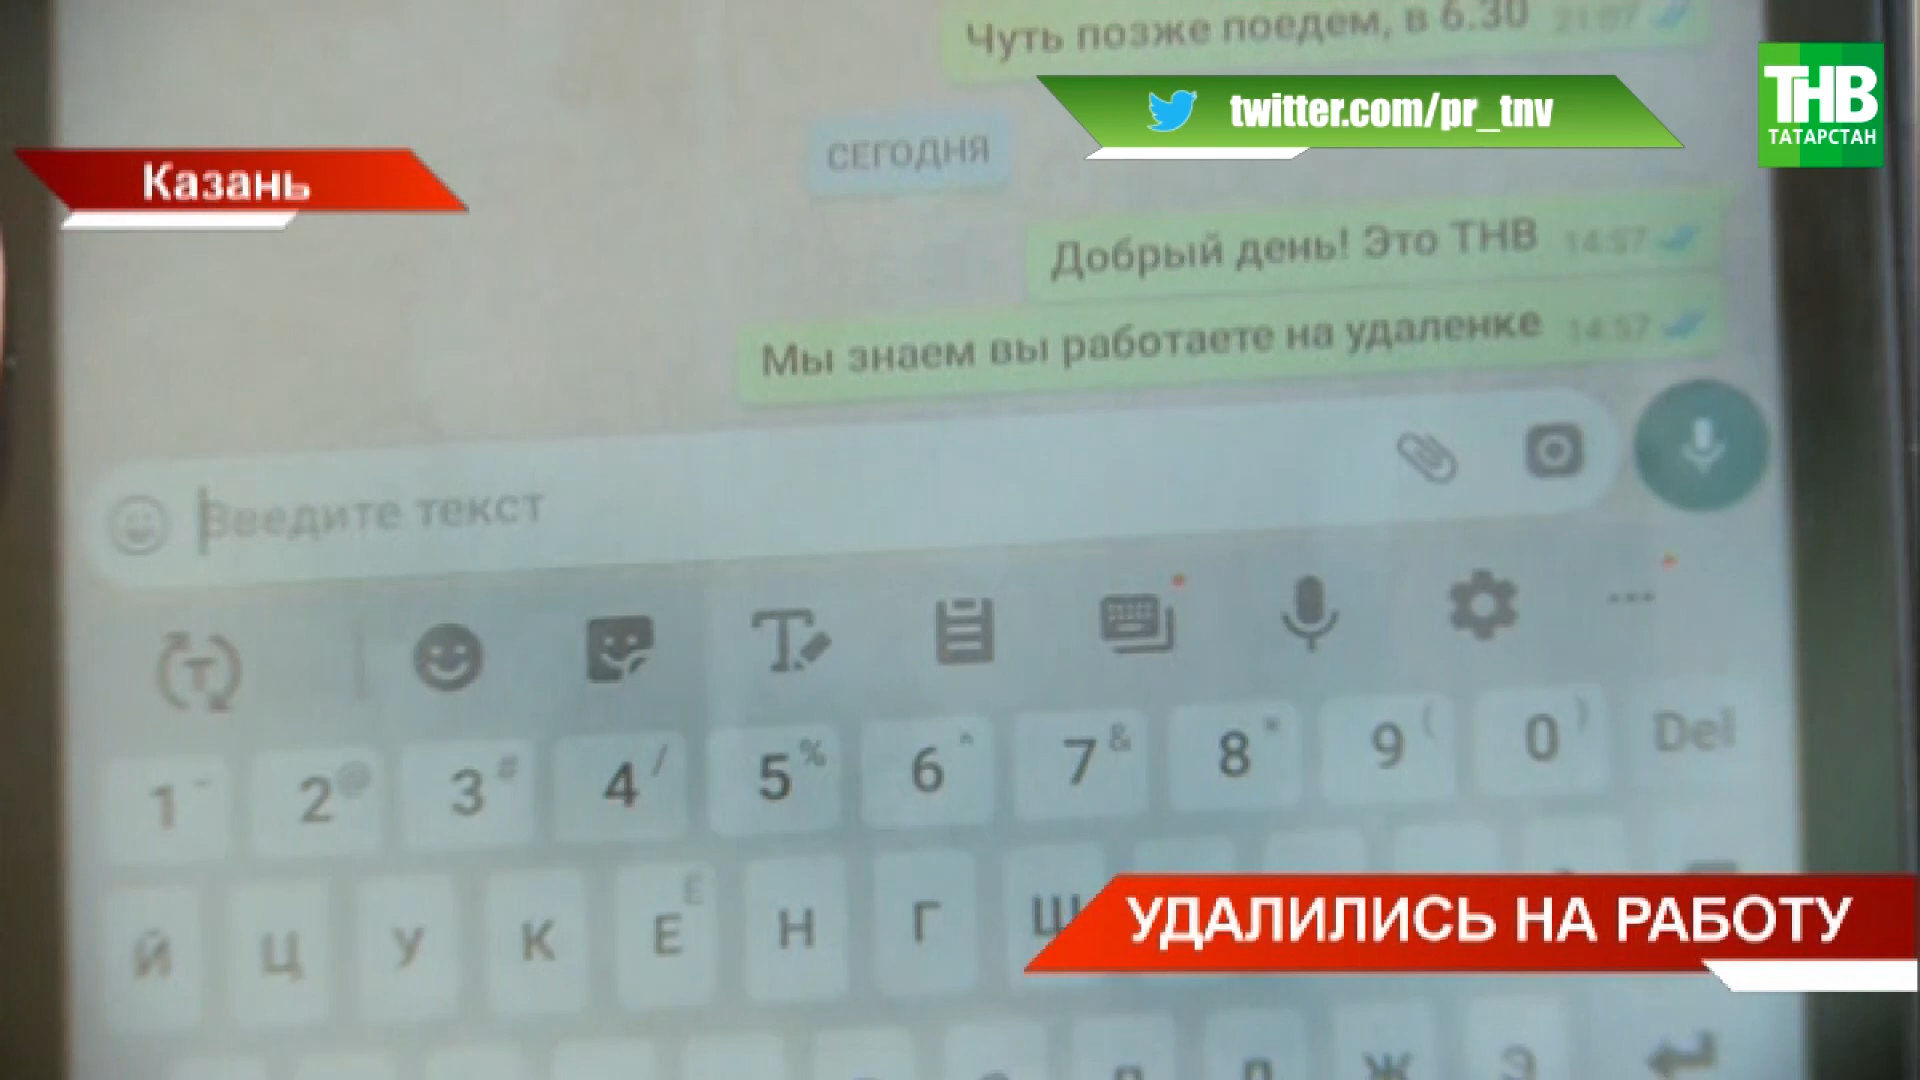 Чуть позже поедем, в 6.30 21:07
twitter.com/pr_tnv
ТНВ
ТАТАРСТАН
СЕГОДНЯ
Казань
Добрый день! Это ТНВ 14:57
Мы знаем вы работаете на удаленке 14:57
Введите текст
1 - 2 @ 3 # 4 / 5 % 6 ^ 7 & 8 * 9 ( 0 ) Del
Й Ц У К Е Ё Н Г Ш
УДАЛИЛИСЬ НА РАБОТУ
Ж Э